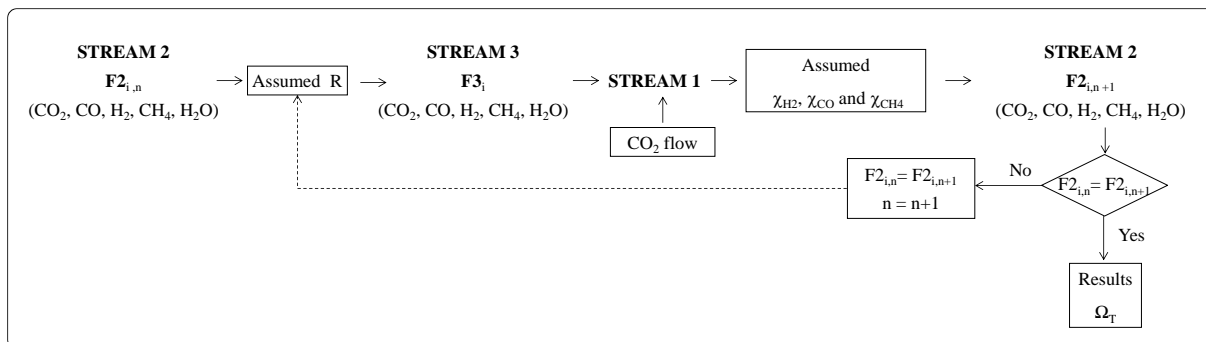 STREAM 2
F2i,n
(CO2, CO, H2, CH4, H2O)
Assumed R
STREAM 3
F3i
(CO2, CO, H2, CH4, H2O)
STREAM 1
CO2 flow
Assumed
χH2, χCO and χCH4
STREAM 2
F2i,n+1
(CO2, CO, H2, CH4, H2O)
F2i,n= F2i,n+1
No
F2i,n= F2i,n+1
n = n+1
Yes
Results
ΩT